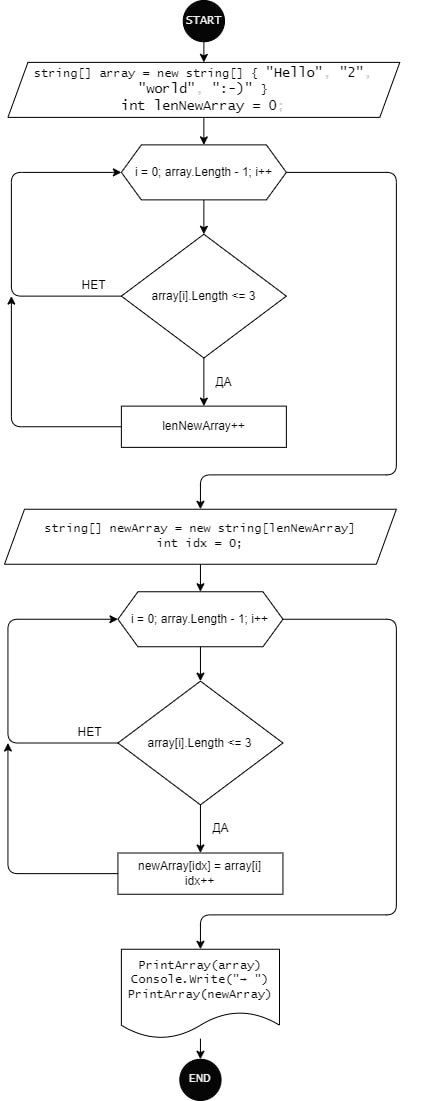 START
string[] array = new string[] { "Hello", "2",
"world", ":-)" }
int lenNewArray = 0;
i = 0; array.Length - 1; i++
НЕТ
array[i].Length <= 3
ДА
lenNewArray++
string[] newArray = new string[lenNewArray]
int idx = 0;
i = 0; array.Length - 1; i++
НЕТ
array[i].Length <= 3
ДА
newArray[idx] = array[i]
idx++
PrintArray(array)
Console.Write("→ ")
PrintArray(newArray)
END